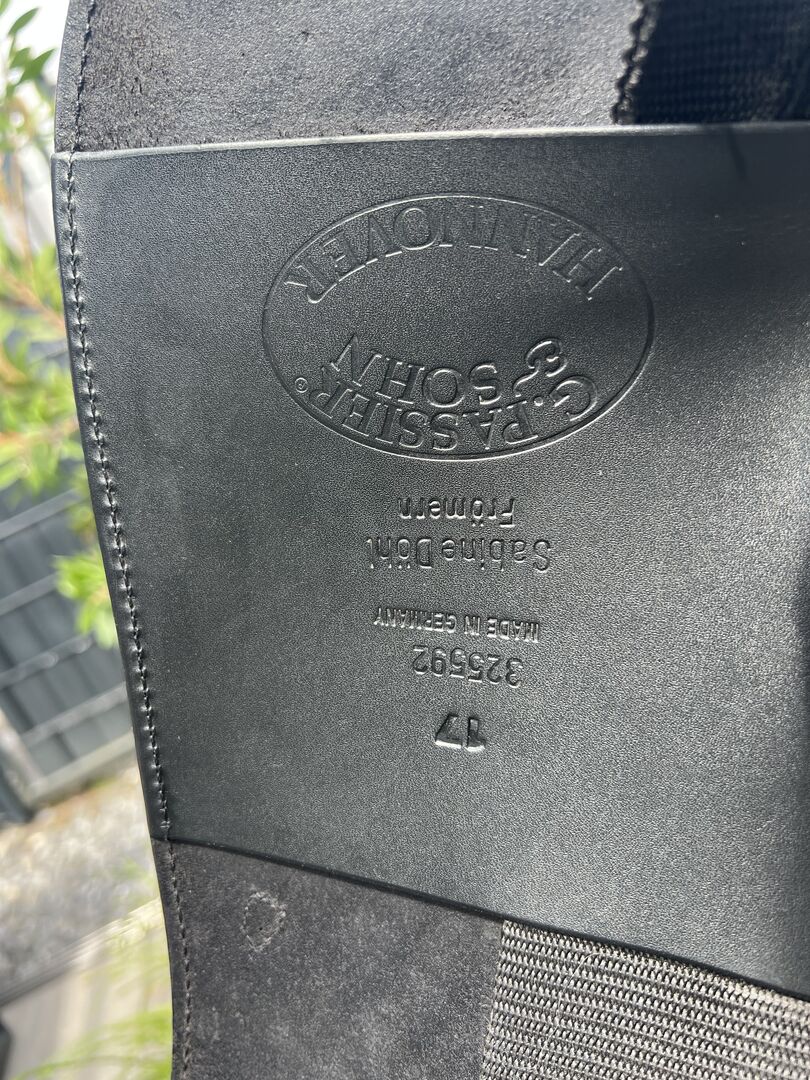 G. PASSIER®
& SOHN
HANNOVER
Frömern
Sabine Döhl
MADE IN GERMANY
325592
17